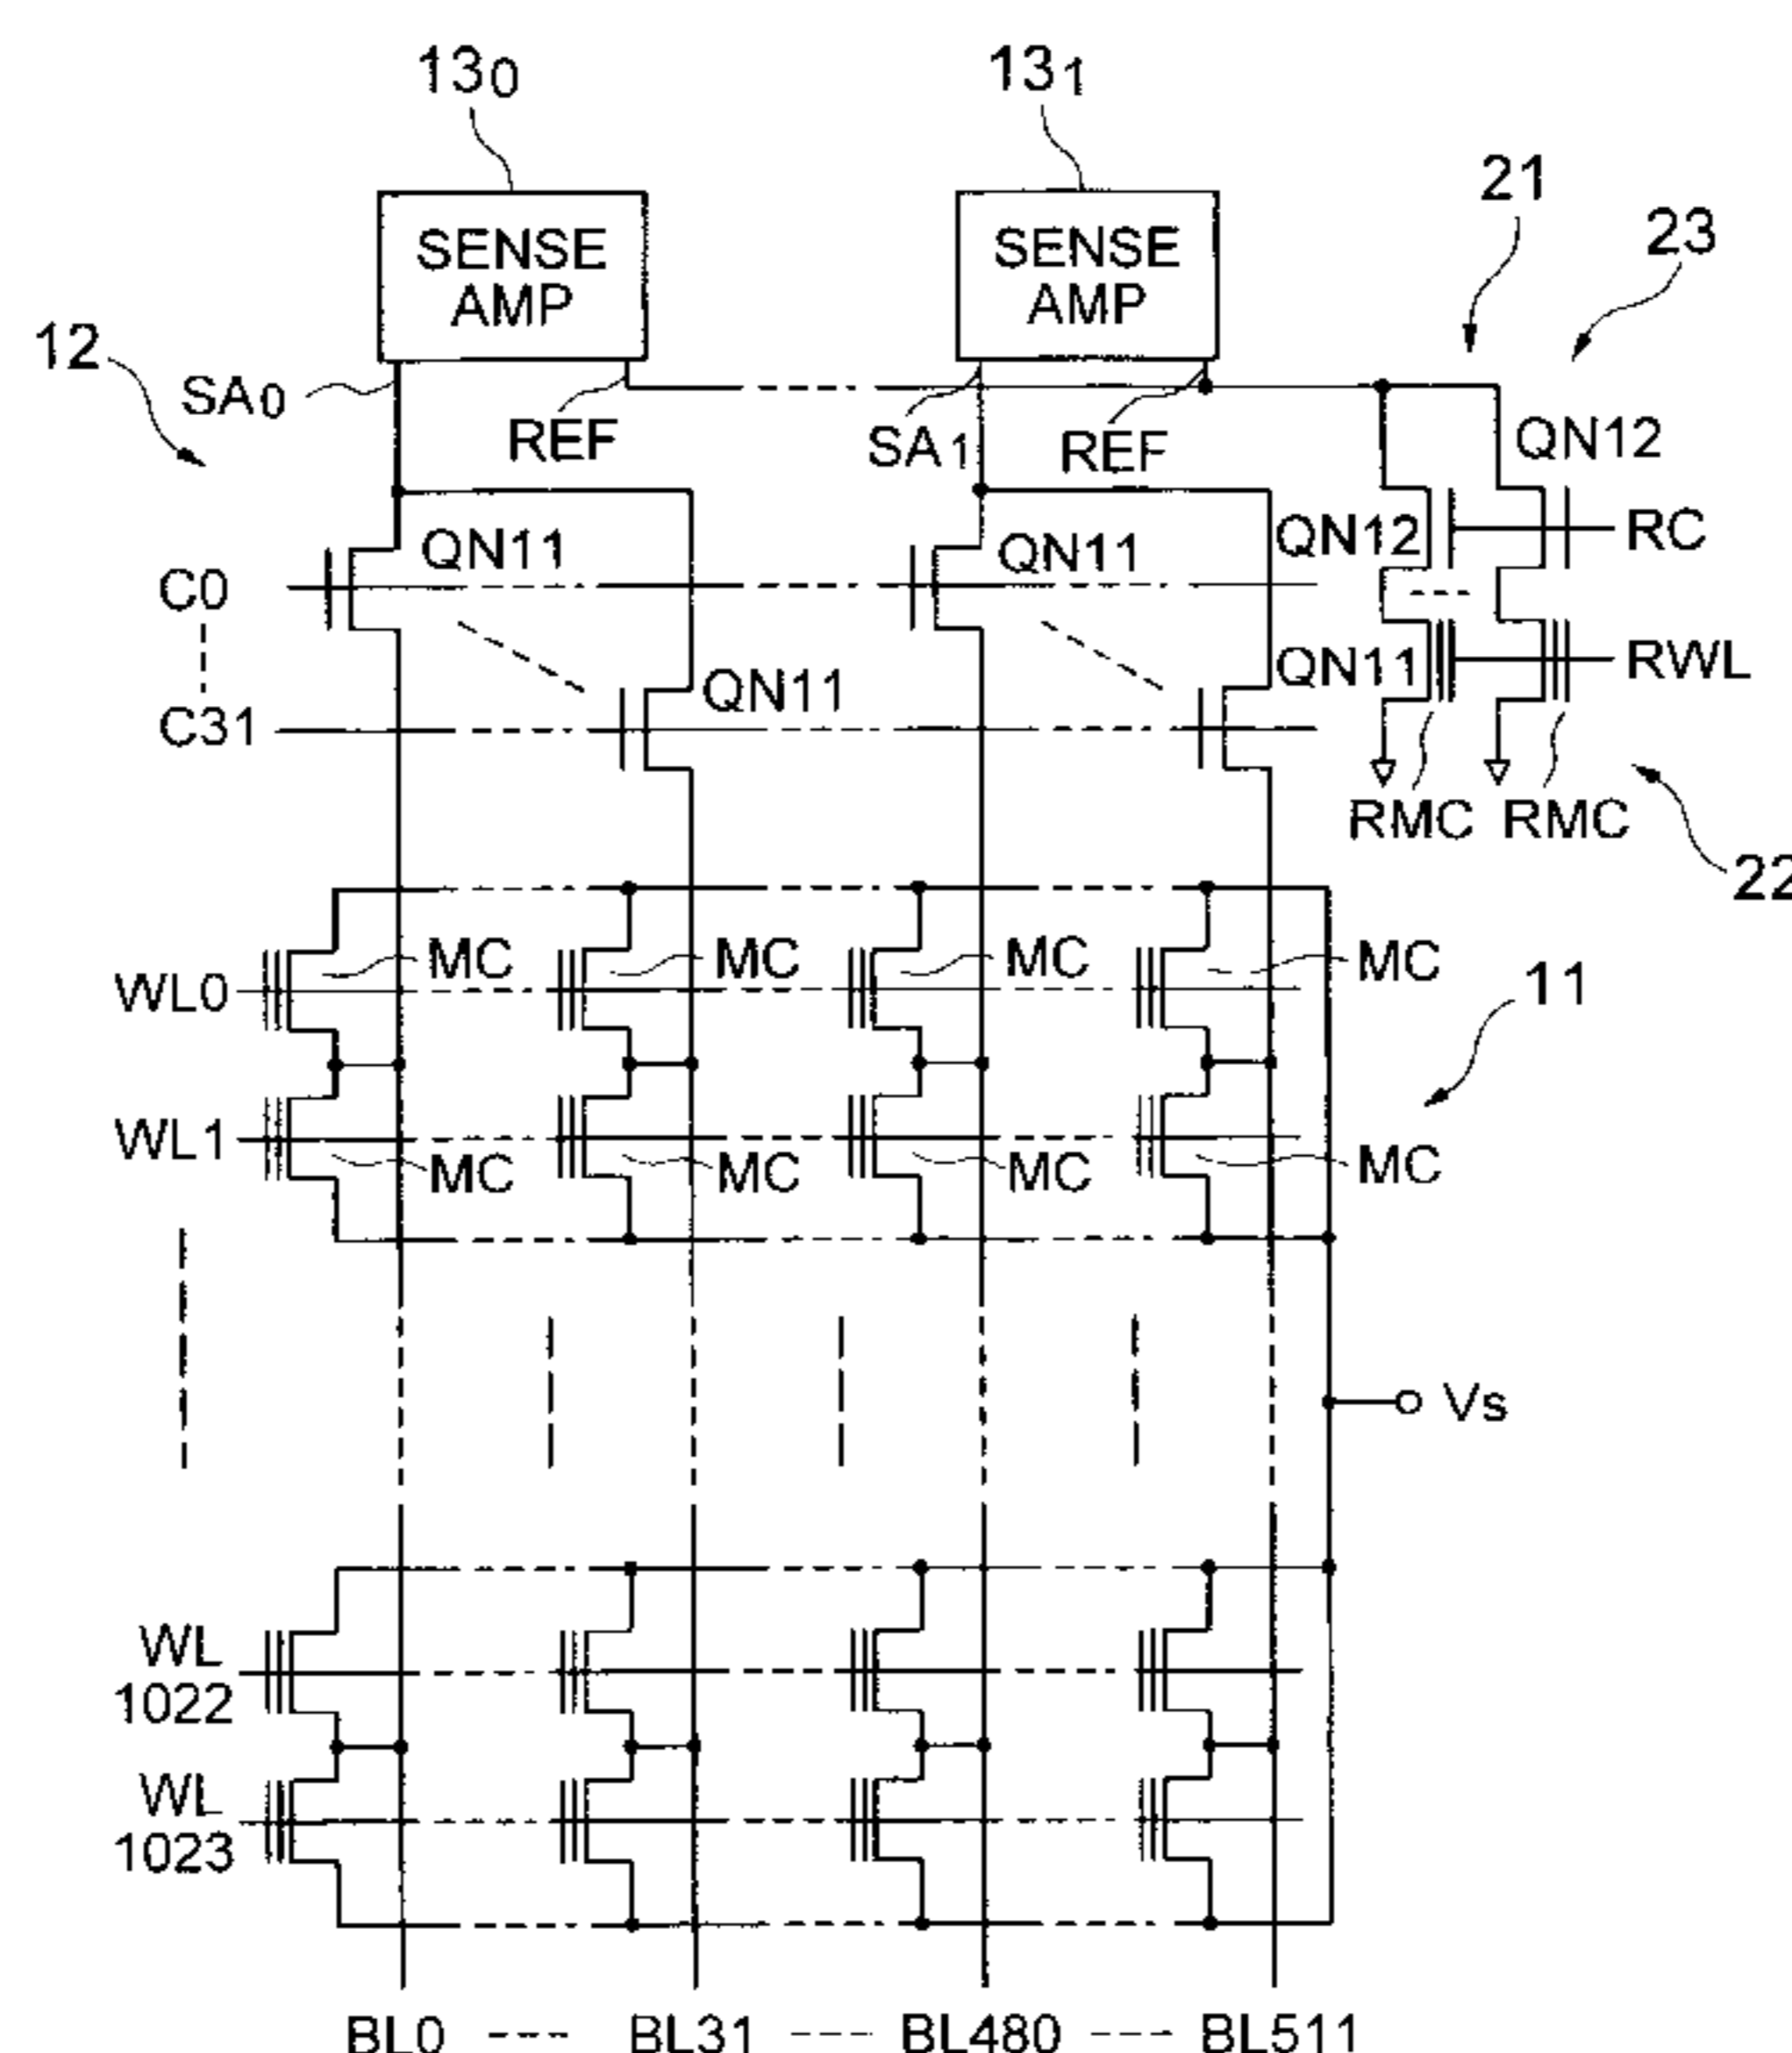 13₀ 13₁
21
23
SENSE AMP SENSE AMP
12
SA₀ REF SA₁ REF
QN12
QN11 QN11 QN12 RC
C0
QN11 QN11 RWL
C31
RMC RMC
22
MC MC MC MC
WL0 11
WL1
MC MC MC MC
Vs
WL 1022
WL 1023
BL0 BL31 BL480 BL511